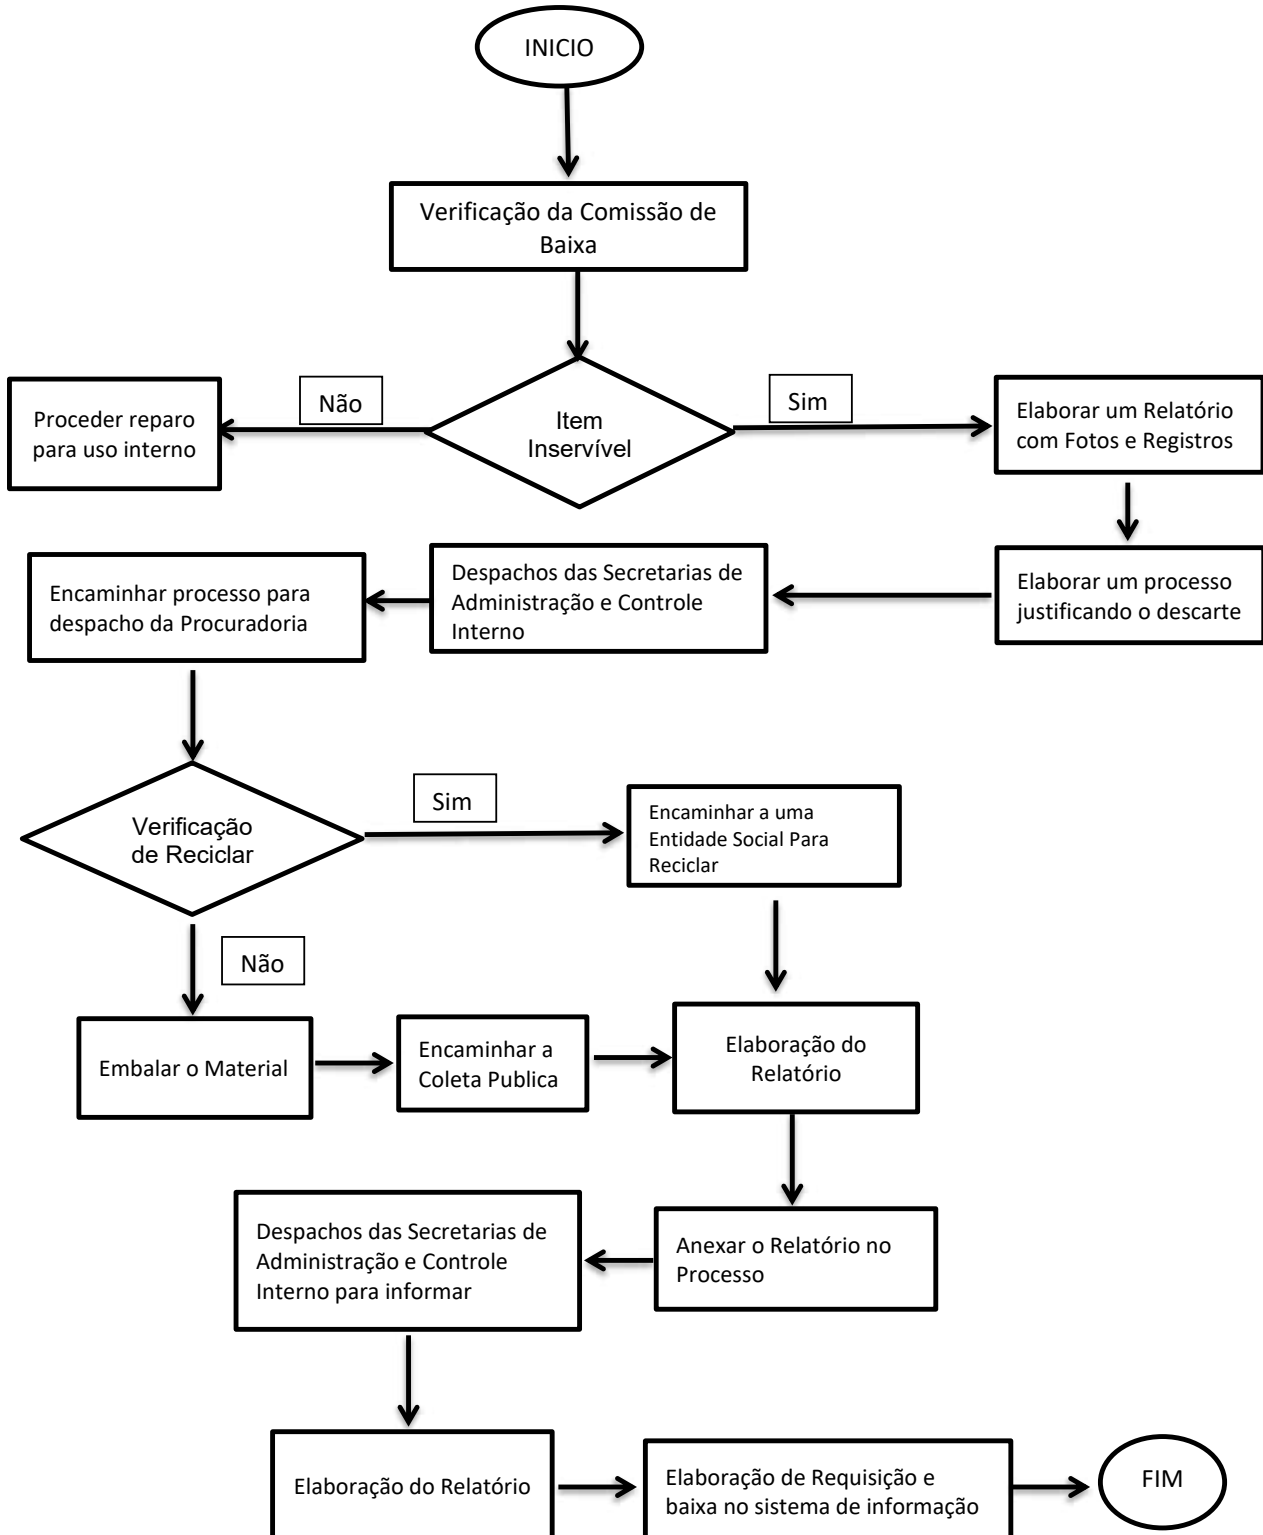 INICIO
Verificação da Comissão de
Baixa
Não
Sim
Proceder reparo
para uso interno
Item
Inservível
Elaborar um Relatório
com Fotos e Registros
Encaminhar processo para
despacho da Procuradoria
Despachos das Secretarias de
Administração e Controle
Interno
Elaborar um processo
justificando o descarte
Sim
Verificação
de Reciclar
Encaminhar a uma
Entidade Social Para
Reciclar
Não
Embalar o Material
Encaminhar a
Coleta Publica
Elaboração do
Relatório
Despachos das Secretarias de
Administração e Controle
Interno para informar
Anexar o Relatório no
Processo
Elaboração do Relatório
Elaboração de Requisição e
baixa no sistema de informação
FIM